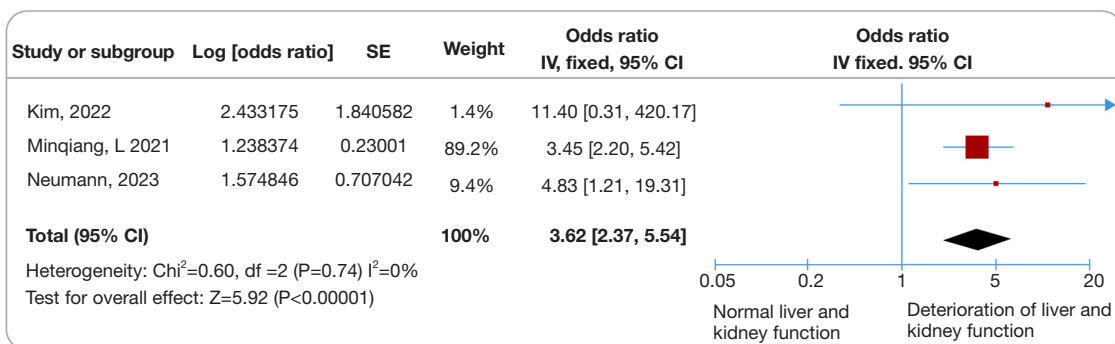 Odds ratio Odds ratio
Study or subgroup Log [odds ratio] SE Weight IV, fixed, 95% CI IV fixed. 95% CI
Kim, 2022 2.433175 1.840582 1.4% 11.40 [0.31, 420.17]
Minqiang, L 2021 1.238374 0.23001 89.2% 3.45 [2.20, 5.42]
Neumann, 2023 1.574846 0.707042 9.4% 4.83 [1.21, 19.31]
Total (95% CI) 100% 3.62 [2.37, 5.54]
Heterogeneity: Chi²=0.60, df =2 (P=0.74) I²=0%
Test for overall effect: Z=5.92 (P<0.00001)
0.05 0.2 1 5 20
Normal liver and Deterioration of liver and
kidney function kidney function